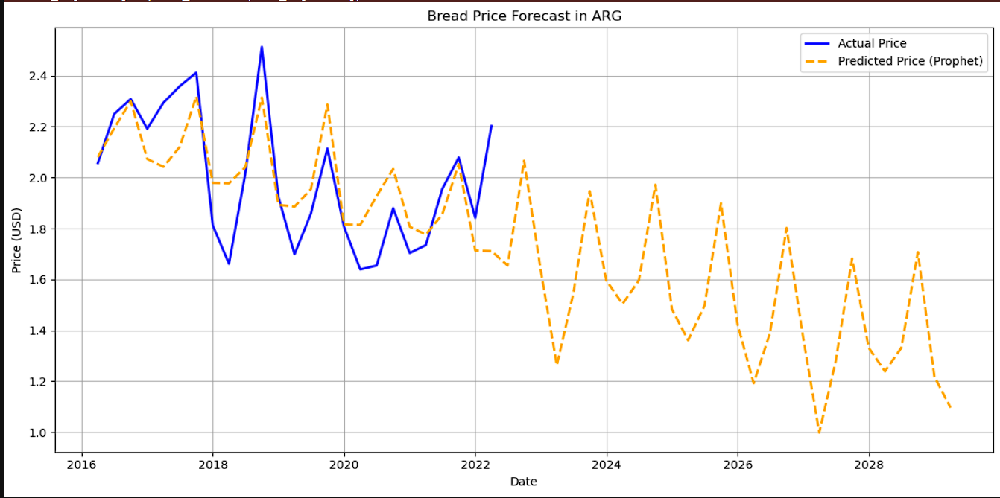 Bread Price Forecast in ARG
Actual Price
Predicted Price (Prophet)
Price (USD)
2.4
2.2
2.0
1.8
1.6
1.4
1.2
1.0
2016 2018 2020 2022 2024 2026 2028
Date